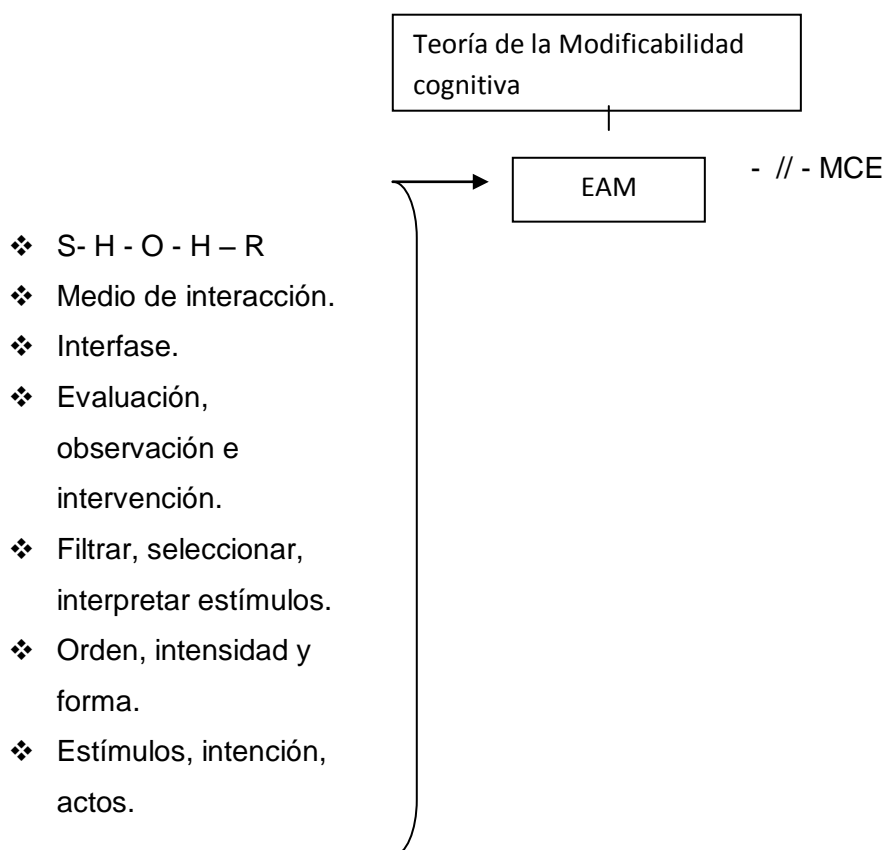 Teoría de la Modificabilidad
cognitiva
EAM
- // - MCE
❖ S- H - O - H – R
❖ Medio de interacción.
❖ Interfase.
❖ Evaluación,
observación e
intervención.
❖ Filtrar, seleccionar,
interpretar estímulos.
❖ Orden, intensidad y
forma.
❖ Estímulos, intención,
actos.